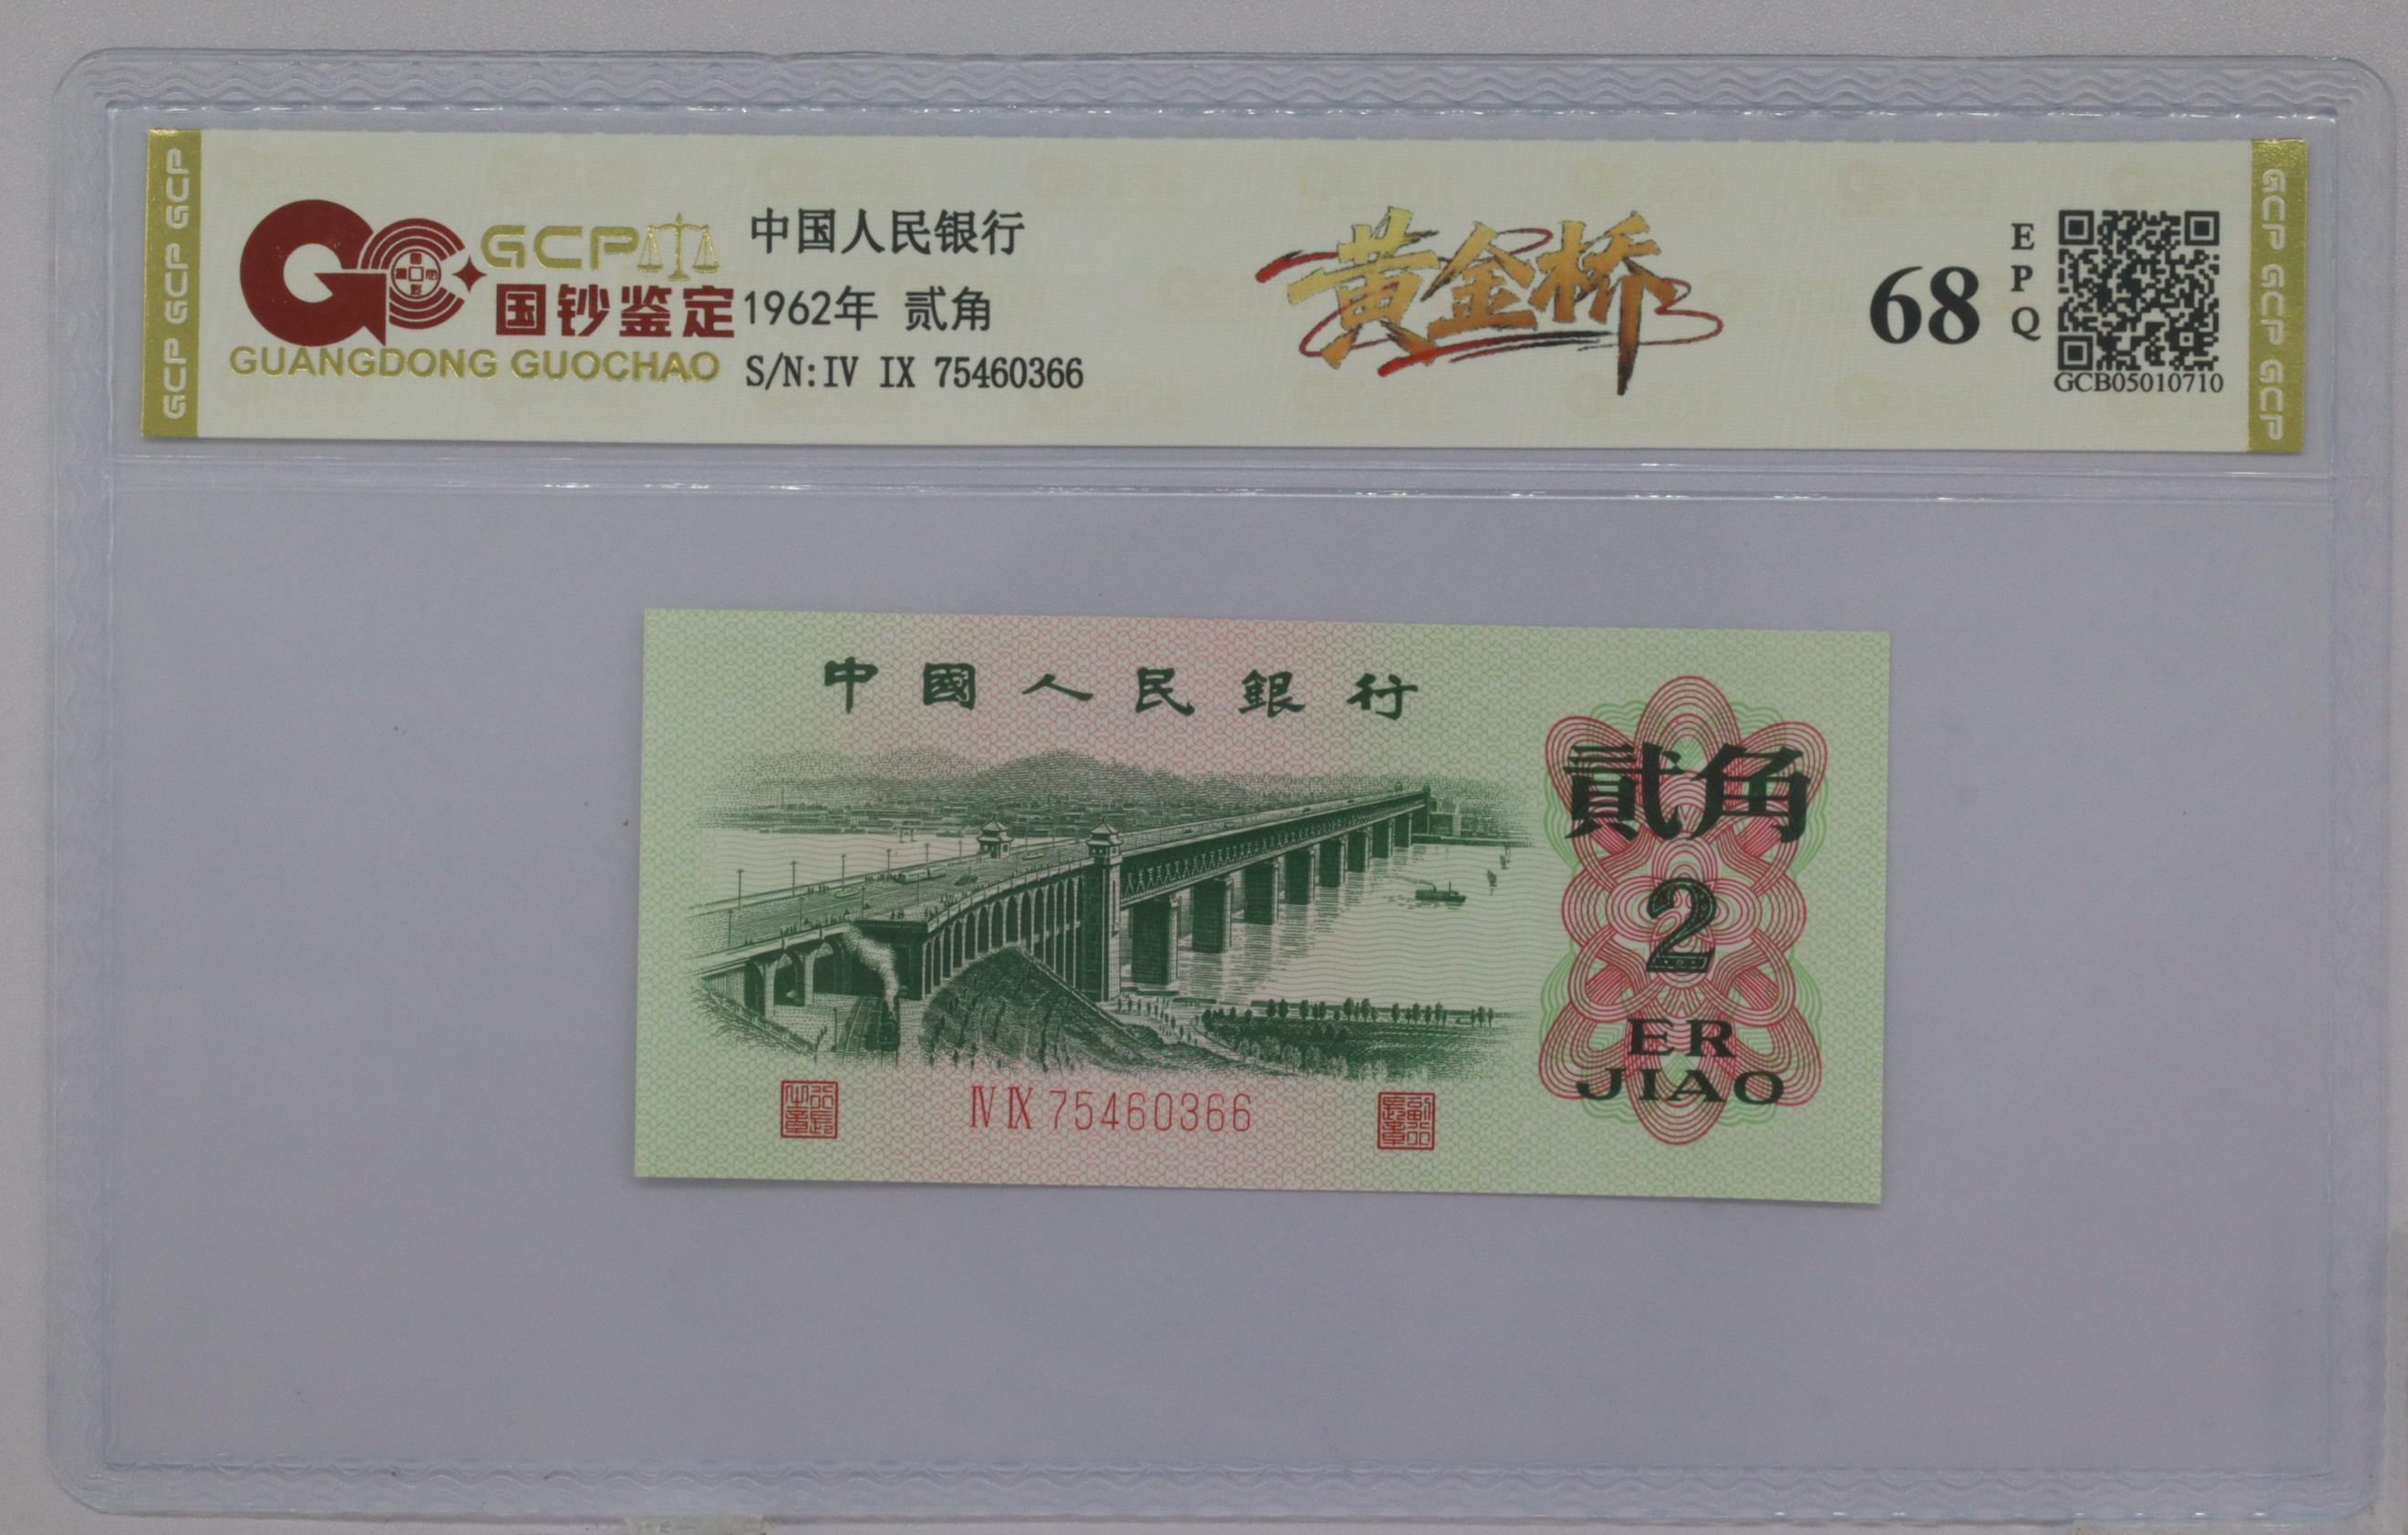 GCP GCP GCP
GCP
国钞鉴定
GUANGDONG GUOCHAO
中国人民银行
1962年 贰角
S/N:IV IX 75460366
黄金桥
68
EPQ
GCB05010710
GCP GCP GCP
中國人民銀行
貳角
2
ER
JIAO
IV IX 75460366